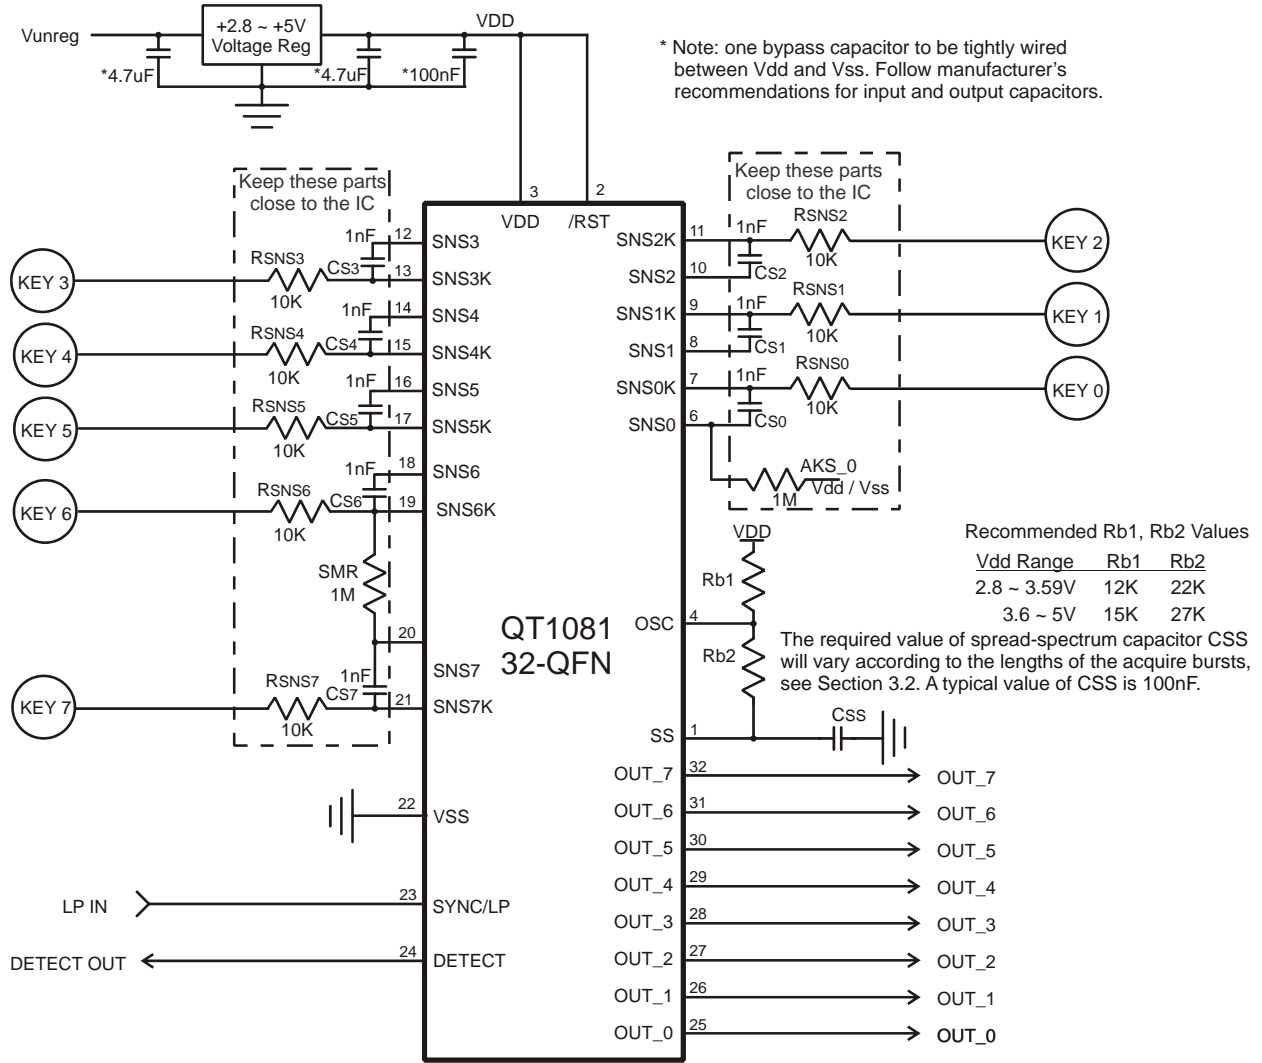 Vunreg
+2.8 ~ +5V
Voltage Reg
VDD
*4.7uF
*4.7uF
*100nF
* Note: one bypass capacitor to be tightly wired
between Vdd and Vss. Follow manufacturer's
recommendations for input and output capacitors.
Keep these parts
close to the IC
3
2
VDD
/RST
1nF
12
SNS3
RSNS3
CS3
13
SNS3K
KEY 3
10K
1nF
14
SNS4
RSNS4
CS4
15
SNS4K
KEY 4
10K
1nF
16
SNS5
RSNS5
CS5
17
SNS5K
KEY 5
10K
1nF
18
SNS6
RSNS6
CS6
19
SNS6K
KEY 6
10K
SMR
1M
20
SNS7
1nF
RSNS7
CS7
21
SNS7K
KEY 7
10K
QT1081
32-QFN
22
VSS
LP IN
23
SYNC/LP
DETECT OUT
24
DETECT
Keep these parts
close to the IC
SNS2K
11
1nF
RSNS2
KEY 2
10K
SNS2
10
CS2
SNS1K
9
1nF
RSNS1
KEY 1
10K
SNS1
8
CS1
SNS0K
7
1nF
RSNS0
KEY 0
10K
SNS0
6
CS0
AKS_0
1M
Vdd / Vss
VDD
Rb1
OSC
4
Rb2
Recommended Rb1, Rb2 Values
Vdd Range Rb1 Rb2
2.8 ~ 3.59V 12K 22K
3.6 ~ 5V 15K 27K
The required value of spread-spectrum capacitor CSS
will vary according to the lengths of the acquire bursts,
see Section 3.2. A typical value of CSS is 100nF.
SS
1
CSS
OUT_7
32
OUT_7
OUT_6
31
OUT_6
OUT_5
30
OUT_5
OUT_4
29
OUT_4
OUT_3
28
OUT_3
OUT_2
27
OUT_2
OUT_1
26
OUT_1
OUT_0
25
OUT_0